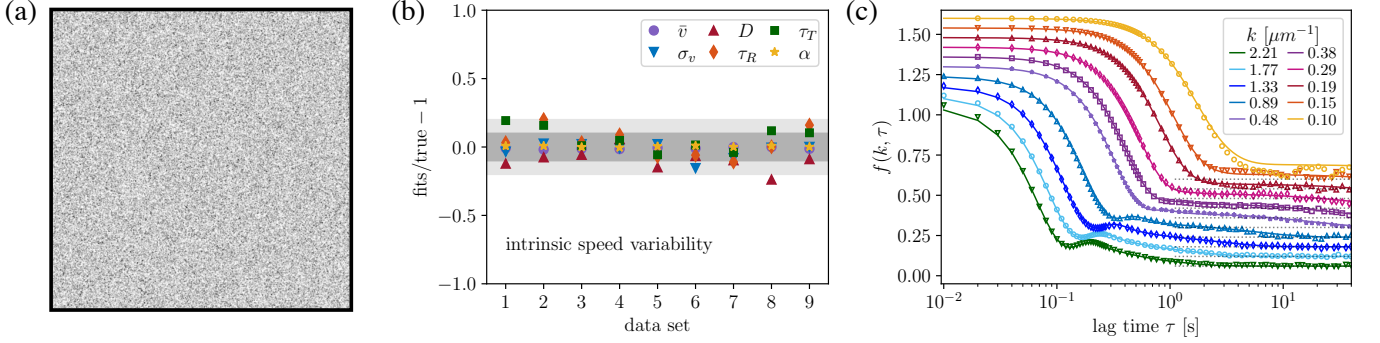 (a)
(b)
1.0
0.5
0.0
−0.5
−1.0
fits/true − 1
v̄
D
τ_T
σ_v
τ_R
α
intrinsic speed variability
1 2 3 4 5 6 7 8 9
data set
(c)
1.50
1.25
1.00
0.75
0.50
0.25
0.00
f(k, τ)
k [μm⁻¹]
2.21 0.38
1.77 0.29
1.33 0.19
0.89 0.15
0.48 0.10
10⁻² 10⁻¹ 10⁰ 10¹
lag time τ [s]